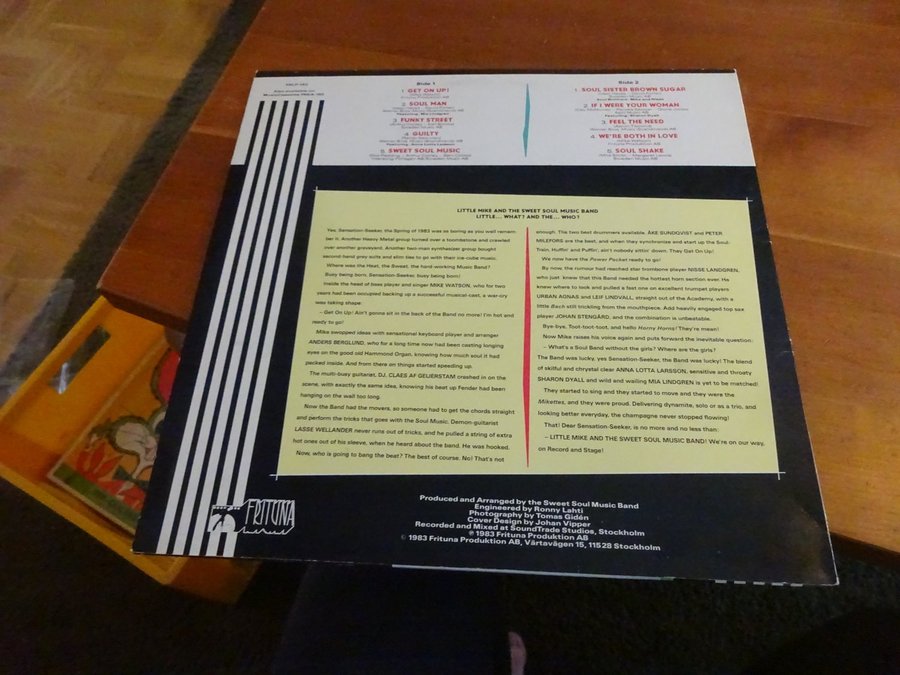 Also available on
Side 1
1 GET ON UP!
2 SOUL MAN
3 FUNKY STREET
4 GUILTY
5 SWEET SOUL MUSIC
Side 2
1. SOUL SISTER BROWN SUGAR
2. IF I WERE YOUR WOMAN
3. FEEL THE NEED
4. WE'RE BOTH IN LOVE
5. SOUL SHAKE
LITTLE MIKE AND THE SWEET SOUL MUSIC BAND
LITTLE... WHAT? AND THE... WHO?
Yes, Sensation-Seeker, the Spring of 1983 was so boring as you well remem-
ber it. Another Heavy Metal group turned over a tombstone and crawled
over another graveyard. Another two-man synthesizer group bought
second-hand grey suits and slim ties to go with their ice-cube music.
Where was the Heat, the Sweat, the hard working Music Band?
Busy being born, Sensation-Seeker, busy being born!
Inside the head of bass player and singer MIKE WATSON, who for two
years had been occupied backing up a successful musical-cast, a war-cry
was taking shape:
– Get On Up! Ain't gonna sit in the back of the Band no more! I'm hot and
ready to go!
Mike swopped ideas with sensational keyboard player and arranger
ANDERS BERGLUND, who for a long time now had been casting longing
eyes on the good old Hammond Organ, knowing how much soul it had
packed inside. And from there on things started speeding up.
The multi-busy guitarist, DJ, CLAES AF GEIJERSTAM crashed in on the
scene, with exactly the same idea, knowing his beat up Fender had been
hanging on the wall too long.
Now the Band had the movers, so someone had to get the chords straight
and perform the tricks that goes with the Soul Music. Demon-guitarist
LASSE WELLANDER never runs out of tricks, and he pulled a string of extra
hot ones out of his sleeve, when he heard about the band. He was hooked.
Now, who is going to bang the beat? The best of course. No! That's not
enough. The two best drummers available. ÅKE SUNDQVIST and PETER
MILEFORS are the best, and when they synchronize and start up the Soul-
Train, Huffin' and Puffin', ain't nobody sittin' down. They Get On Up!
We now have the Power Pocket ready to go!
By now, the rumour had reached star trombone player NISSE LANDGREN,
who just knew that this Band needed the hottest horn section ever. He
knew where to look and pulled a fast one on excellent trumpet players
URBAN AGNAS and LEIF LINDVALL, straight out of the Academy, with a
little Bach still trickling from the mouthpiece. Add heavily engaged top sax
player JOHAN STENGÅRD, and the combination is unbeatable.
Bye-bye, Toot-toot-toot, and hello Horny Horns! They're mean!
Now Mike raises his voice again and puts forward the inevitable question:
– What's a Soul Band without the girls? Where are the girls?
The Band was lucky, yes Sensation-Seeker, the Band was lucky! The blend
of skilful and chrystal clear ANNA LOTTA LARSSON, sensitive and throaty
SHARON DYALL and wild and wailing MIA LINDGREN is yet to be matched!
They started to sing and they started to move and they were the
Mikettes, and they were proud. Delivering dynamite, solo or as a trio, and
looking better everyday, the champagne never stopped flowing!
That! Dear Sensation-Seeker, is no more and no less than:
– LITTLE MIKE AND THE SWEET SOUL MUSIC BAND! We're on our way,
on Record and Stage!
FRITUNA
Produced and Arranged by the Sweet Soul Music Band
Engineered by Ronny Lahti
Photography by Tomas Gidén
Cover Design by Johan Vipper
Recorded and Mixed at SoundTrade Studios, Stockholm
℗ 1983 Frituna Produktion AB
© 1983 Frituna Produktion AB, Värtavägen 15, 115 28 Stockholm